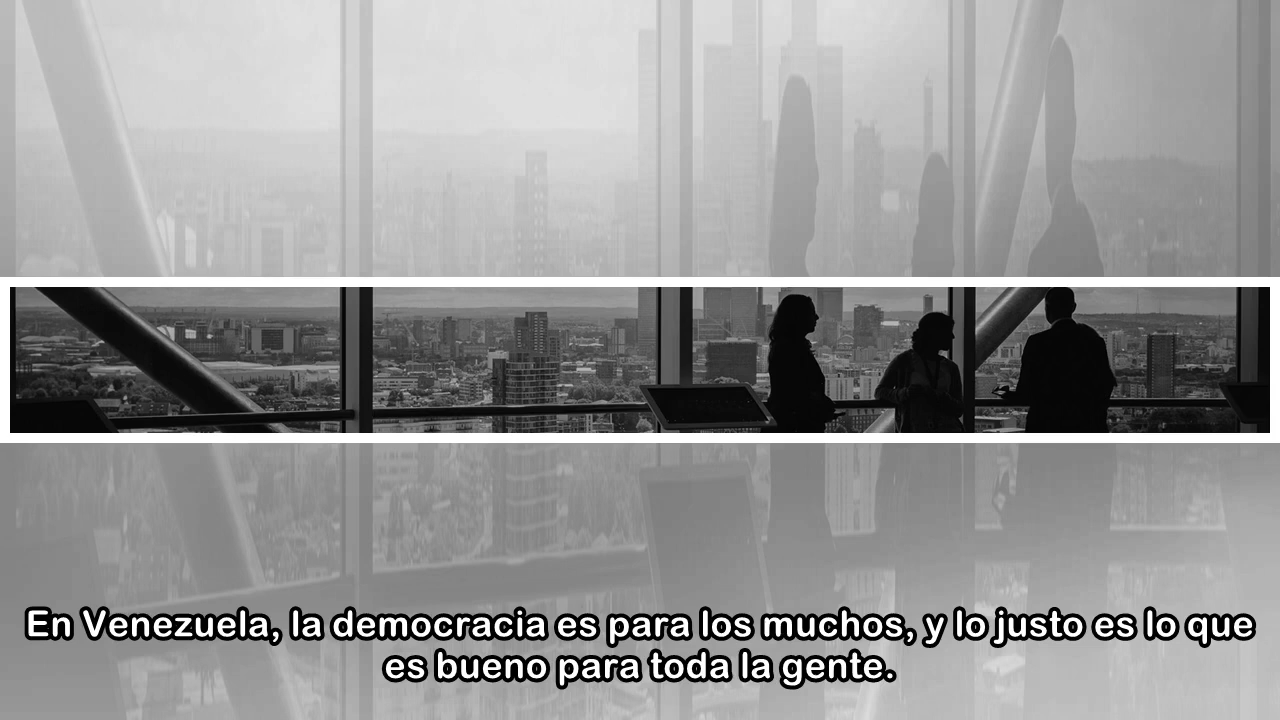 En Venezuela, la democracia es para los muchos, y lo justo es lo que
es bueno para toda la gente.